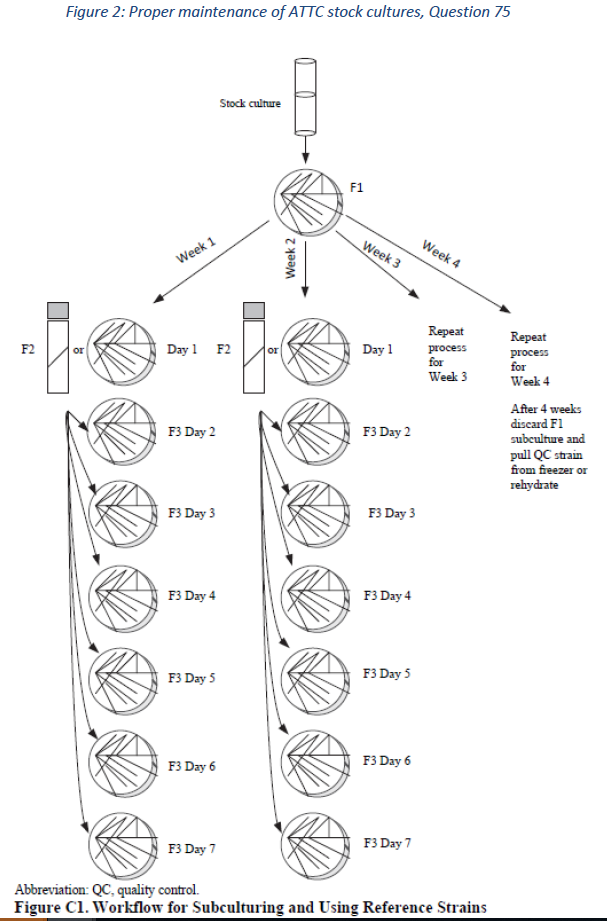 Figure 2: Proper maintenance of ATTC stock cultures, Question 75
Stock culture
F1
Week 1
Week 2
Week 3
Week 4
F2
or
Day 1
F2
or
Day 1
Repeat
process
for
Week 3
Repeat
process
for
Week 4
After 4 weeks
discard F1
subculture and
pull QC strain
from freezer or
rehydrate
F3 Day 2
F3 Day 2
F3 Day 3
F3 Day 3
F3 Day 4
F3 Day 4
F3 Day 5
F3 Day 5
F3 Day 6
F3 Day 6
F3 Day 7
F3 Day 7
Abbreviation: QC, quality control.
Figure C1. Workflow for Subculturing and Using Reference Strains